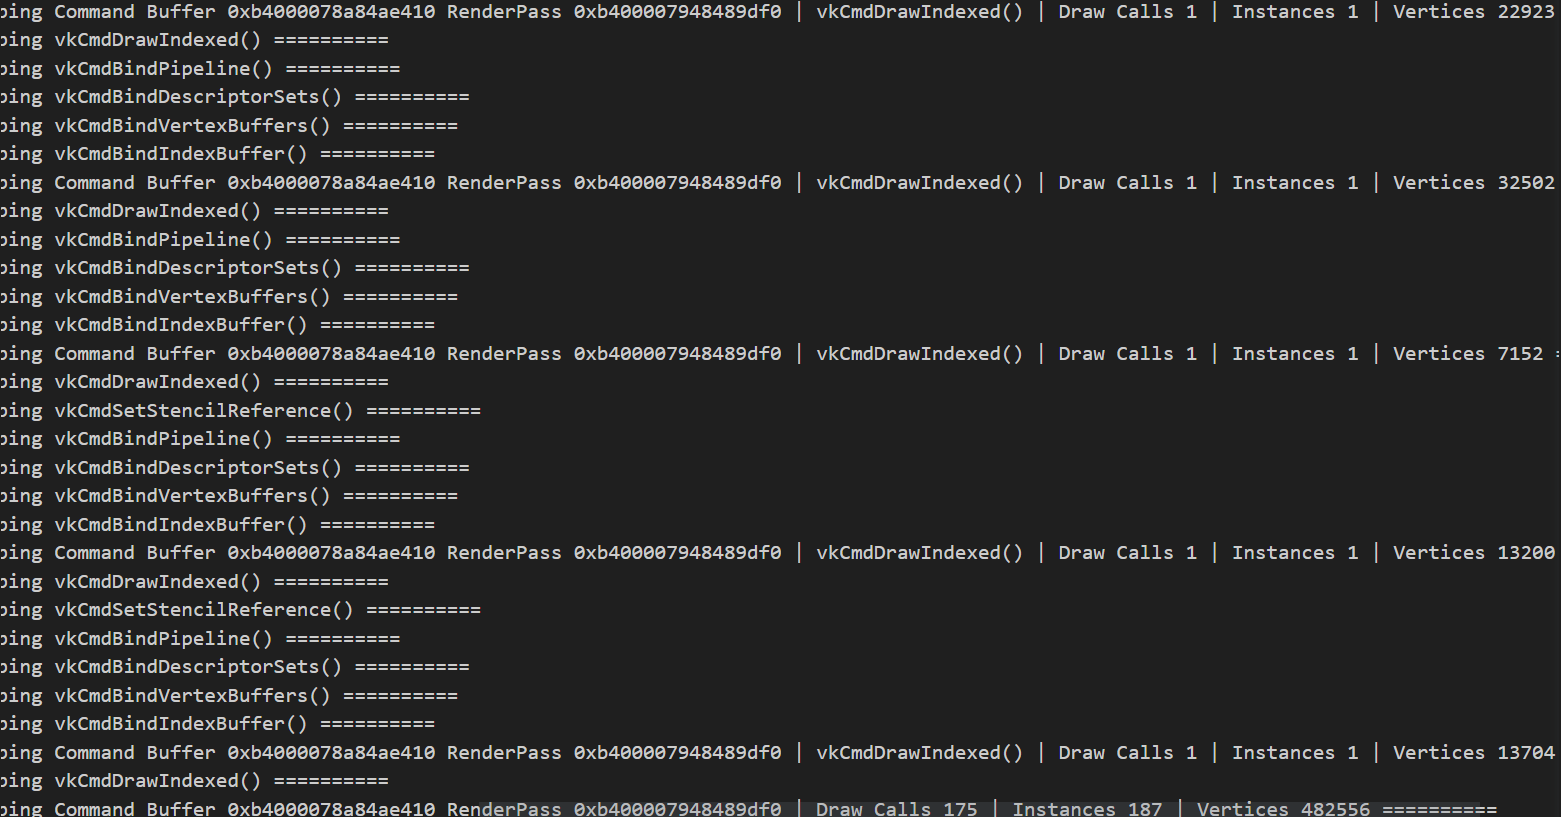 ping Command Buffer 0xb4000078a84ae410 RenderPass 0xb400007948489df0 | vkCmdDrawIndexed() | Draw Calls 1 | Instances 1 | Vertices 22923
ping vkCmdDrawIndexed() ==========
ping vkCmdBindPipeline() ==========
ping vkCmdBindDescriptorSets() ==========
ping vkCmdBindVertexBuffers() ==========
ping vkCmdBindIndexBuffer() ==========
ping Command Buffer 0xb4000078a84ae410 RenderPass 0xb400007948489df0 | vkCmdDrawIndexed() | Draw Calls 1 | Instances 1 | Vertices 32502
ping vkCmdDrawIndexed() ==========
ping vkCmdBindPipeline() ==========
ping vkCmdBindDescriptorSets() ==========
ping vkCmdBindVertexBuffers() ==========
ping vkCmdBindIndexBuffer() ==========
ping Command Buffer 0xb4000078a84ae410 RenderPass 0xb400007948489df0 | vkCmdDrawIndexed() | Draw Calls 1 | Instances 1 | Vertices 7152 =
ping vkCmdDrawIndexed() ==========
ping vkCmdSetStencilReference() ==========
ping vkCmdBindPipeline() ==========
ping vkCmdBindDescriptorSets() ==========
ping vkCmdBindVertexBuffers() ==========
ping vkCmdBindIndexBuffer() ==========
ping Command Buffer 0xb4000078a84ae410 RenderPass 0xb400007948489df0 | vkCmdDrawIndexed() | Draw Calls 1 | Instances 1 | Vertices 13200
ping vkCmdDrawIndexed() ==========
ping vkCmdSetStencilReference() ==========
ping vkCmdBindPipeline() ==========
ping vkCmdBindDescriptorSets() ==========
ping vkCmdBindVertexBuffers() ==========
ping vkCmdBindIndexBuffer() ==========
ping Command Buffer 0xb4000078a84ae410 RenderPass 0xb400007948489df0 | vkCmdDrawIndexed() | Draw Calls 1 | Instances 1 | Vertices 13704
ping vkCmdDrawIndexed() ==========
ping Command Buffer 0xb4000078a84ae410 RenderPass 0xb400007948489df0 | Draw Calls 175 | Instances 187 | Vertices 482556 ==========